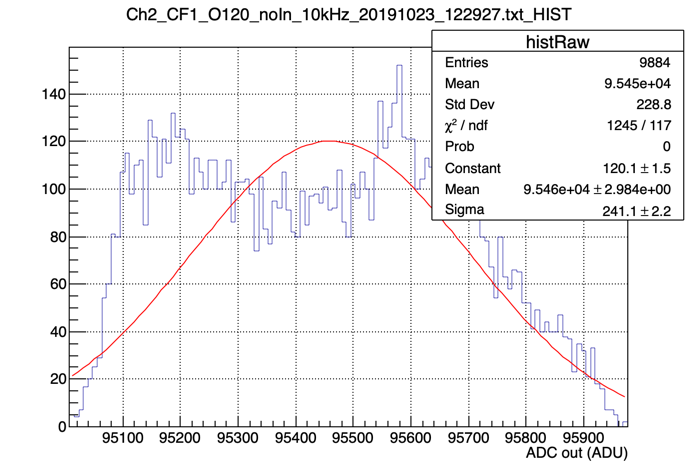 Ch2_CF1_O120_noIn_10kHz_20191023_122927.txt_HIST
histRaw
Entries 9884
Mean 9.545e+04
Std Dev 228.8
χ² / ndf 1245 / 117
Prob 0
Constant 120.1 ± 1.5
Mean 9.546e+04 ± 2.984e+00
Sigma 241.1 ± 2.2
140
120
100
80
60
40
20
0
95100 95200 95300 95400 95500 95600 95700 95800 95900
ADC out (ADU)